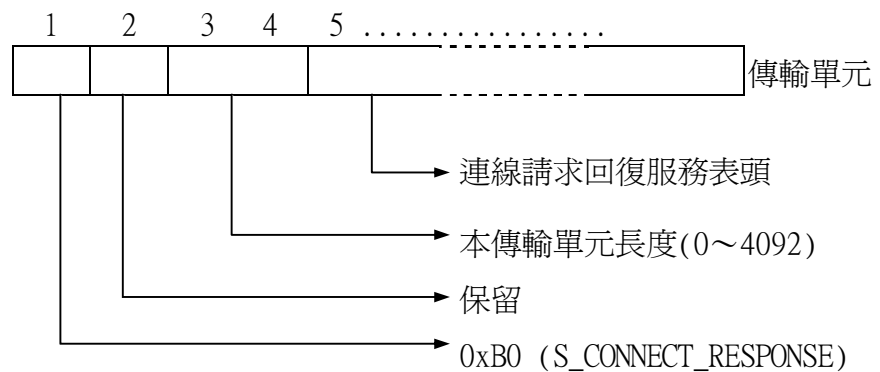 1 2 3 4 5 ................
傳輸單元
連線請求回復服務表頭
本傳輸單元長度(0～4092)
保留
0xB0 (S_CONNECT_RESPONSE)